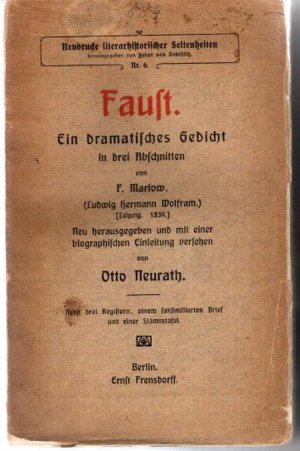 Neudrucke literarhistorischer Seltenheiten
herausgegeben von Fedor von Zobeltitz.
Nr. 6.
Faust.
Ein dramatisches Gedicht
in drei Abschnitten
von
F. Marlow.
(Ludwig Hermann Wolfram.)
[Leipzig. 1839.]
Neu herausgegeben und mit einer
biographischen Einleitung versehen
von
Otto Neurath.
Nebst drei Registern, einem faksimilierten Brief
und einer Stammtafel.
Berlin.
Ernst Frensdorff.